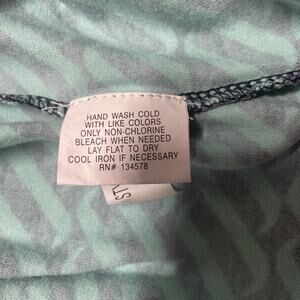 HAND WASH COLD
WITH LIKE COLORS
ONLY NON-CHLORINE
BLEACH WHEN NEEDED
LAY FLAT TO DRY
COOL IRON IF NECESSARY
RN# 134578